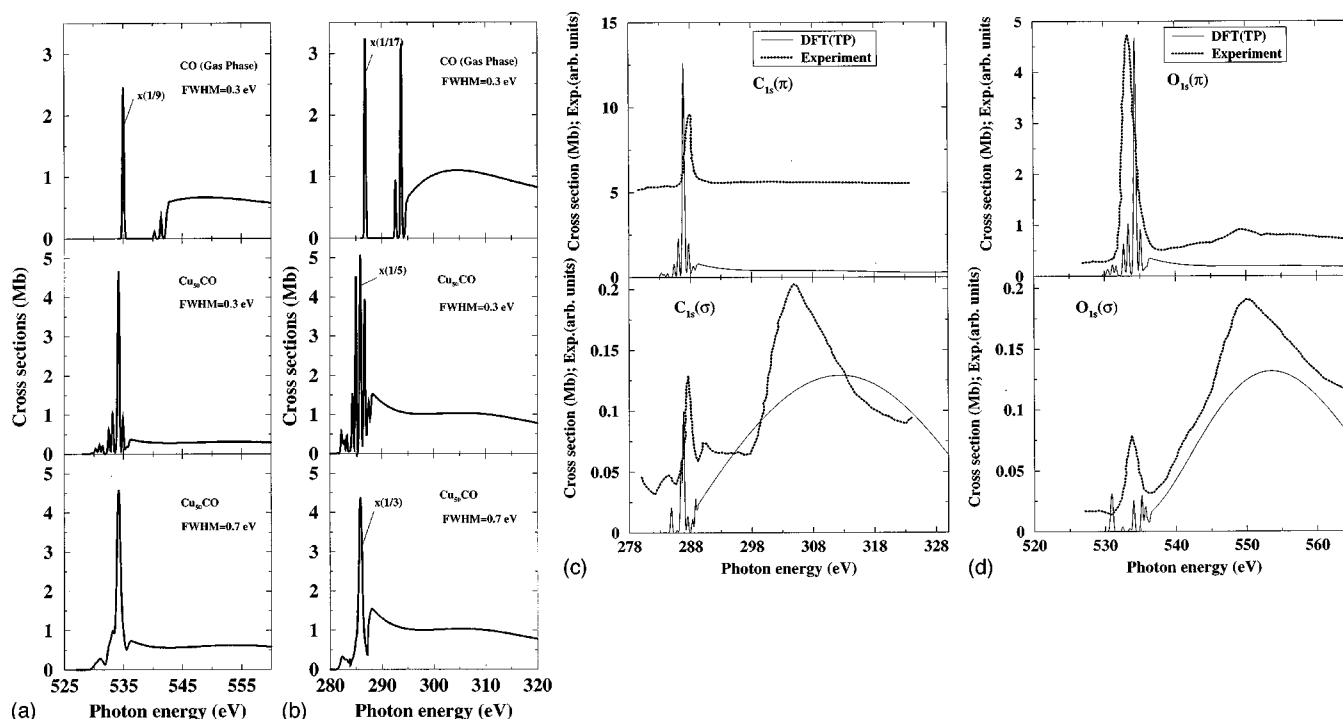 3
2
1
0
CO (Gas Phase)
FWHM=0.3 eV
x(1/9)
5
4
3
2
1
0
Cu₅₀CO
FWHM=0.3 eV
5
4
3
2
1
0
Cu₅₀CO
FWHM=0.7 eV
Cross sections (Mb)
525 535 545 555
Photon energy (eV)
(a)
3
2
1
0
x(1/17)
CO (Gas Phase)
FWHM=0.3 eV
5
4
3
2
1
0
Cu₅₀CO
FWHM=0.3 eV
x(1/5)
5
4
3
2
1
0
Cu₅₀CO
FWHM=0.7 eV
x(1/3)
Cross sections (Mb)
280 290 300 310 320
Photon energy (eV)
(b)
15
10
5
0
DFT(TP)
Experiment
C₁ₛ(π)
0.2
0.15
0.1
0.05
0
C₁ₛ(σ)
Cross section (Mb); Exp.(arb. units)
Cross section (Mb); Exp.(arb. units)
278 288 298 308 318 328
Photon energy (eV)
(c)
5
4
3
2
1
0
DFT(TP)
Experiment
O₁ₛ(π)
0.2
0.15
0.1
0.05
0
O₁ₛ(σ)
Cross section (Mb); Exp.(arb. units)
Cross section (Mb); Exp.(arb. units)
520 530 540 550 560
Photon energy (eV)
(d)